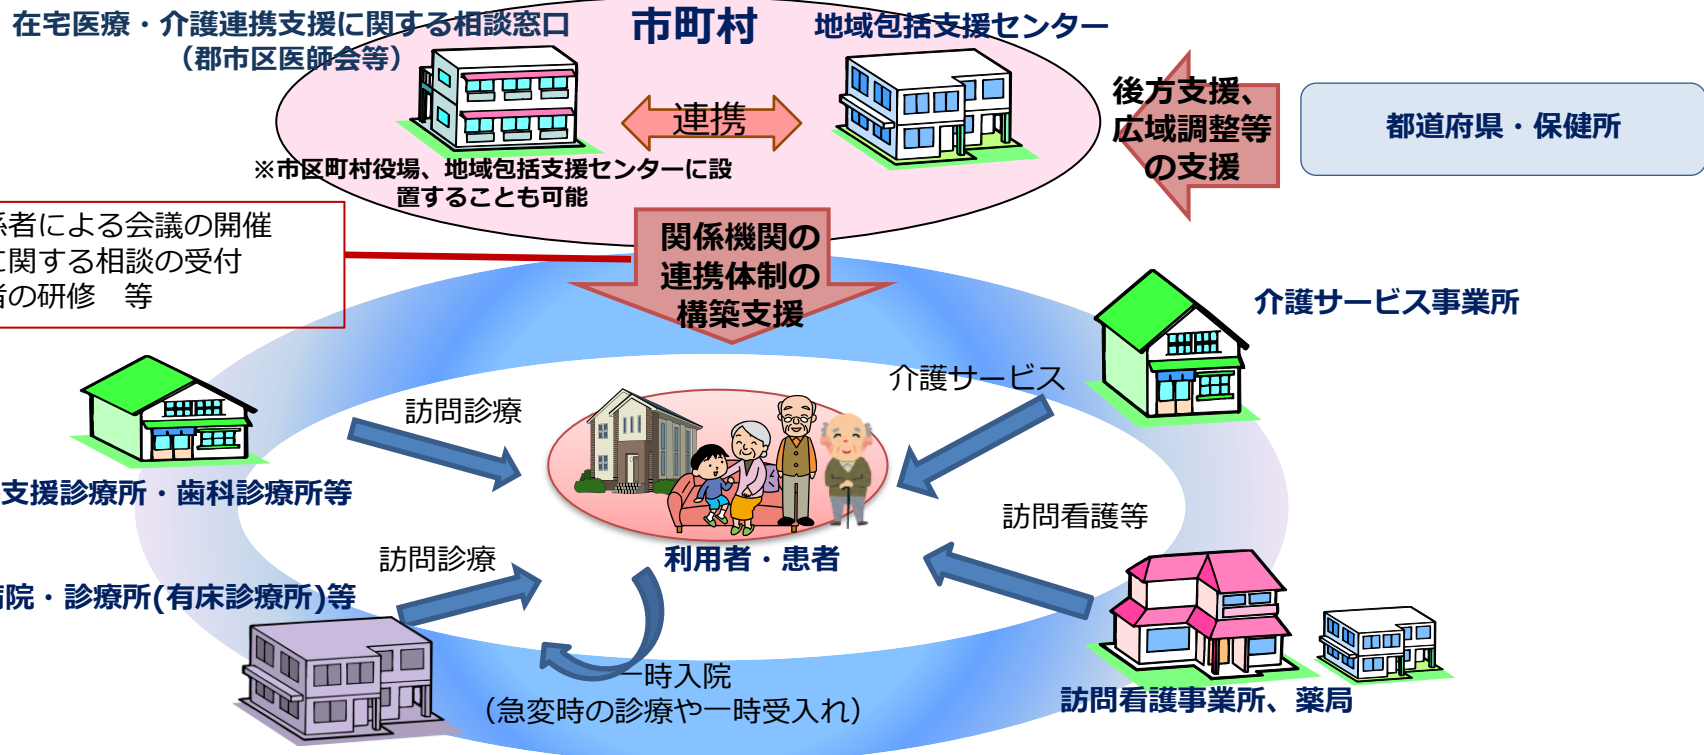 在宅医療・介護連携支援に関する相談窓口
（郡市区医師会等）
市町村
地域包括支援センター
連携
※市区町村役場、地域包括支援センターに設
置することも可能
後方支援、
広域調整等
の支援
都道府県・保健所
係者による会議の開催
に関する相談の受付
者の研修　等
関係機関の
連携体制の
構築支援
介護サービス事業所
介護サービス
訪問診療
支援診療所・歯科診療所等
訪問看護等
利用者・患者
訪問診療
病院・診療所(有床診療所)等
一時入院
（急変時の診療や一時受入れ）
訪問看護事業所、薬局